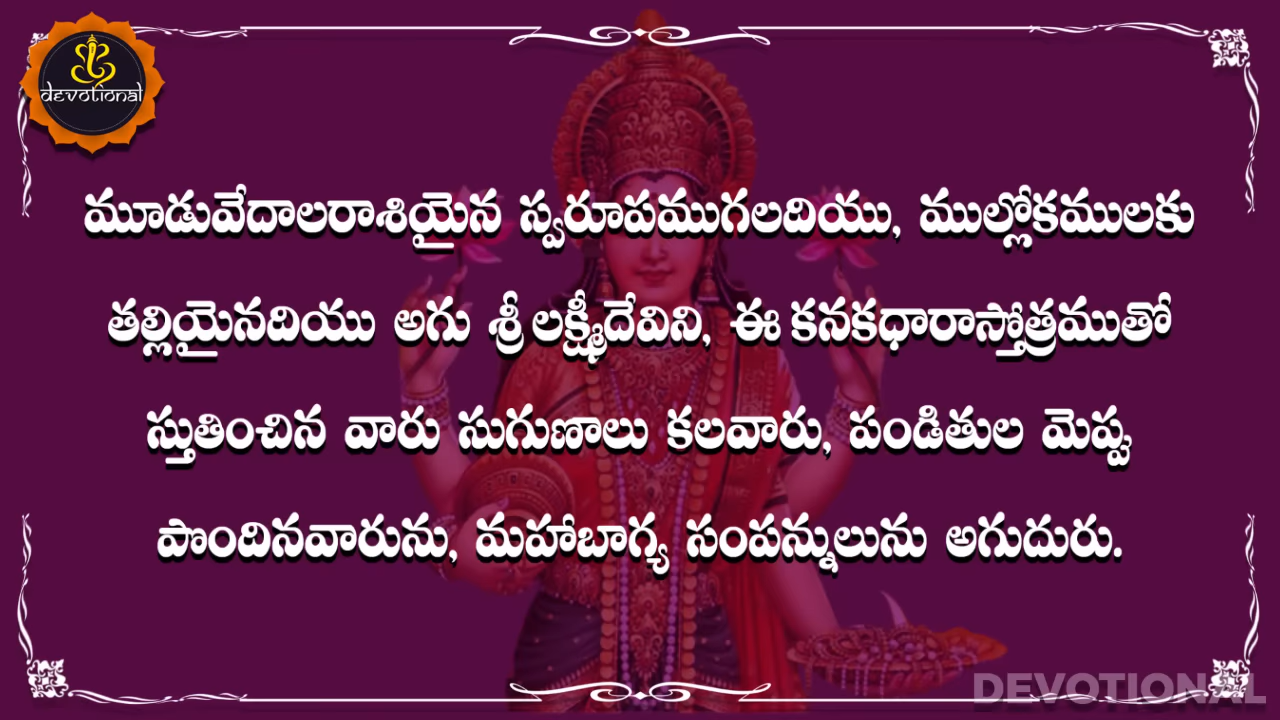 devotional
మూడువేదాలరాశియైన స్వరూపముగలదియు, ముల్లోకములకు
తల్లియైనదియు అగు శ్రీ లక్ష్మీదేవిని, ఈ కనకధారాస్తోత్రముతో
స్తుతించిన వారు సుగుణాలు కలవారు, పండితుల మెప్పు
పొందినవారును, మహాబాగ్య సంపన్నులును అగుదురు.
DEVOTIONAL